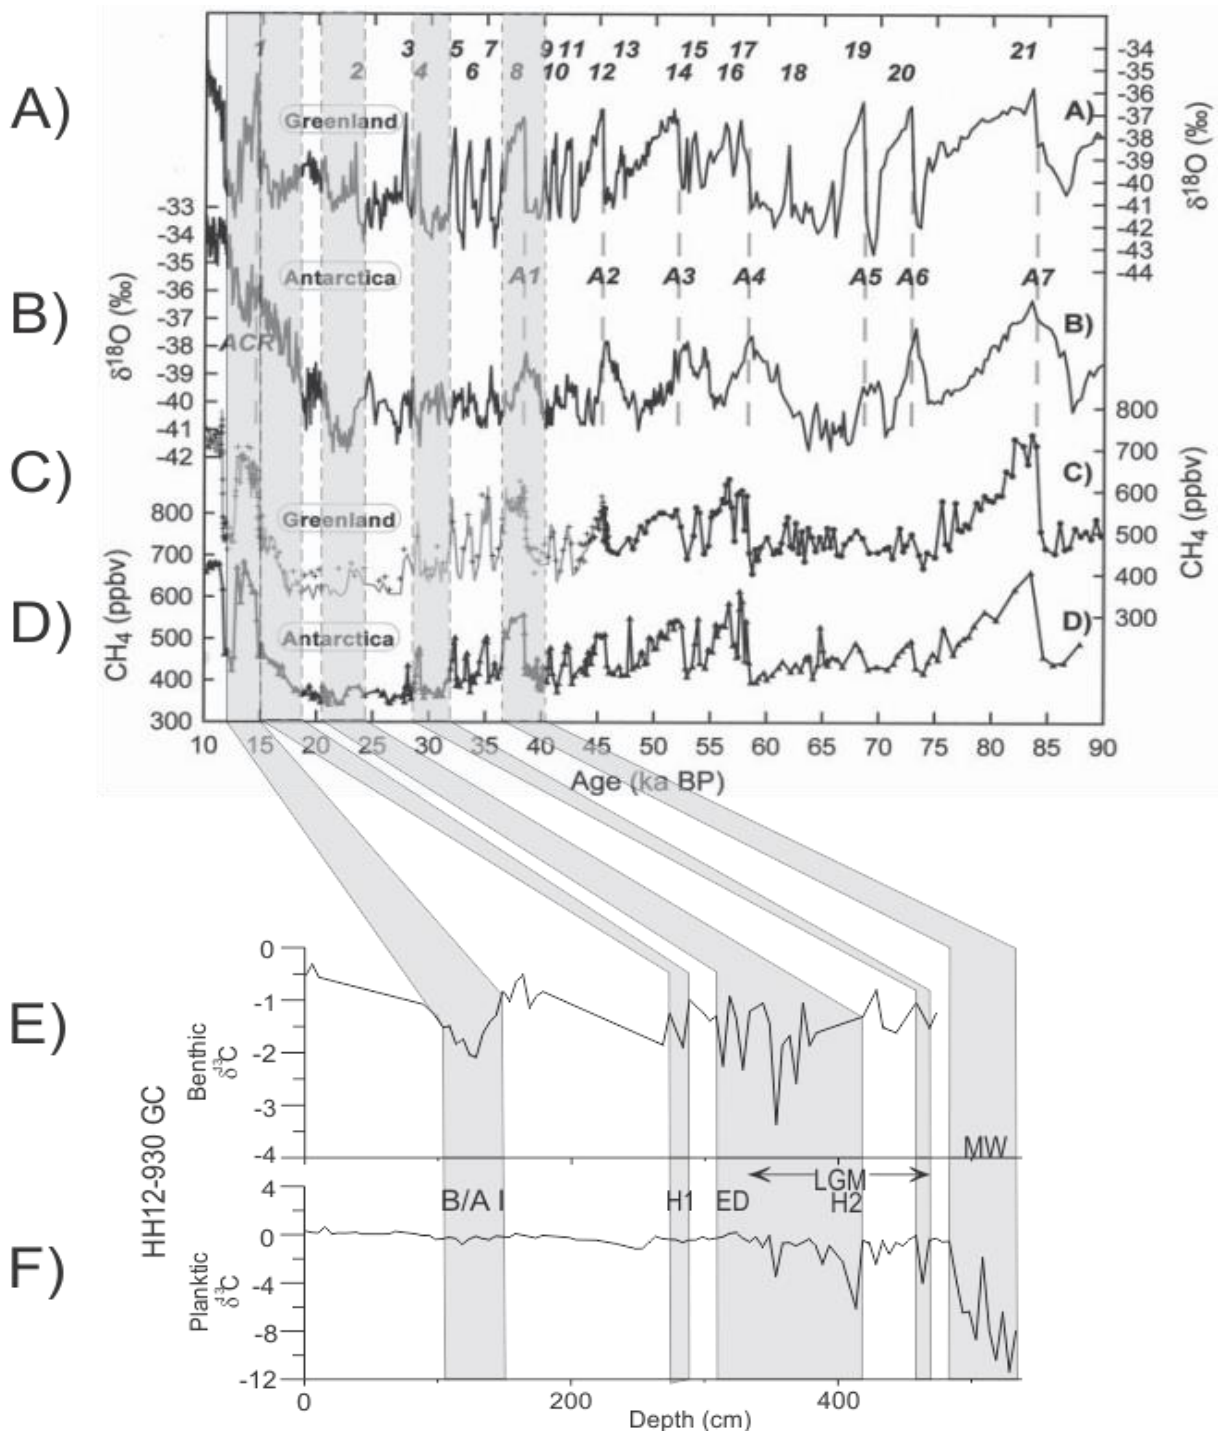 1 3 5 7 9 11 13 15 17 19 21
2 4 6 8 10 12 14 16 18 20
A)
Greenland
A)
-34
-35
-36
-37
-38
-39
-40
-41
-42
-43
-44
δ18O (‰)
B)
Antarctica
A1 A2 A3 A4 A5 A6 A7
ACR
B)
-33
-34
-35
-36
-37
-38
-39
-40
-41
-42
δ18O (‰)
C)
Greenland
C)
800
700
600
500
400
300
CH4 (ppbv)
D)
Antarctica
D)
800
700
600
500
400
300
CH4 (ppbv)
10 15 20 25 30 35 40 45 50 55 60 65 70 75 80 85 90
Age (ka BP)
E)
0
-1
-2
-3
-4
Benthic
δ13C
MW
HH12-930 GC
LGM
B/A I H1 ED H2
F)
4
0
-4
-8
-12
Planktic
δ13C
0 200 400
Depth (cm)